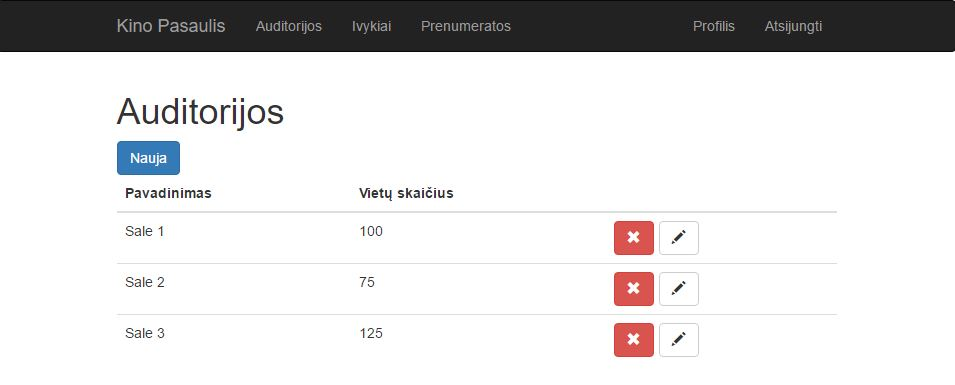 Kino Pasaulis Auditorijos Ivykiai Prenumeratos Profilis Atsijungti
Auditorijos
Nauja
Pavadinimas Vietų skaičius
Sale 1 100
Sale 2 75
Sale 3 125